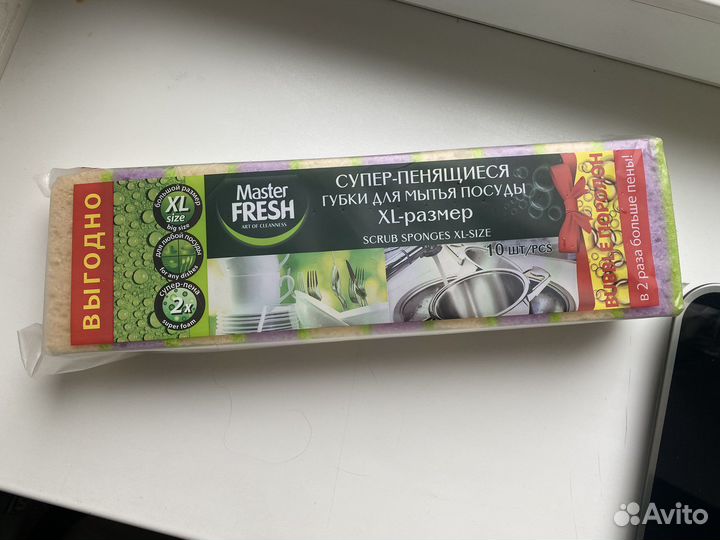 ВЫГОДНО
большой размер
XL
size
big size
для любой посуды
for any dishes
супер-пена
2x
super foam
Master
FRESH
ART OF CLEANNESS
СУПЕР-ПЕНЯЩИЕСЯ
ГУБКИ ДЛЯ МЫТЬЯ ПОСУДЫ
XL-размер
SCRUB SPONGES XL-SIZE
10 ШТ/PCS
в 2 раза больше пены!
Avito